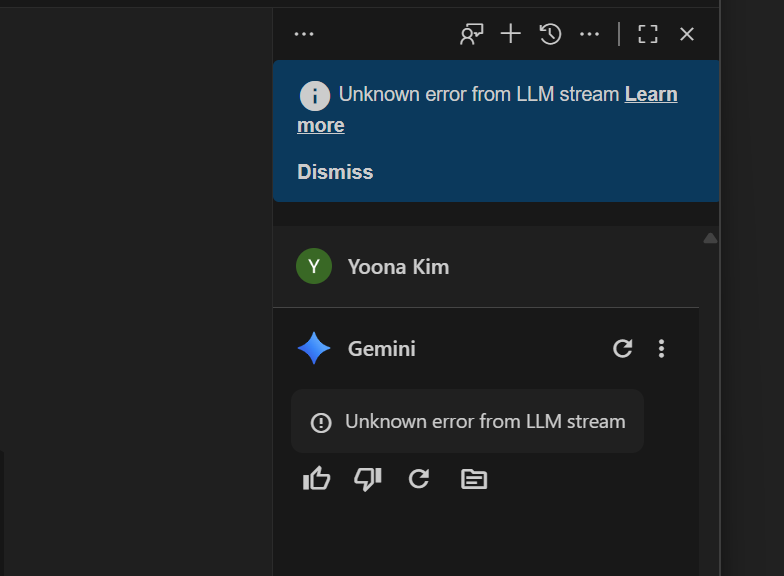 Unknown error from LLM stream Learn
more
Dismiss
Y
Yoona Kim
Gemini
Unknown error from LLM stream